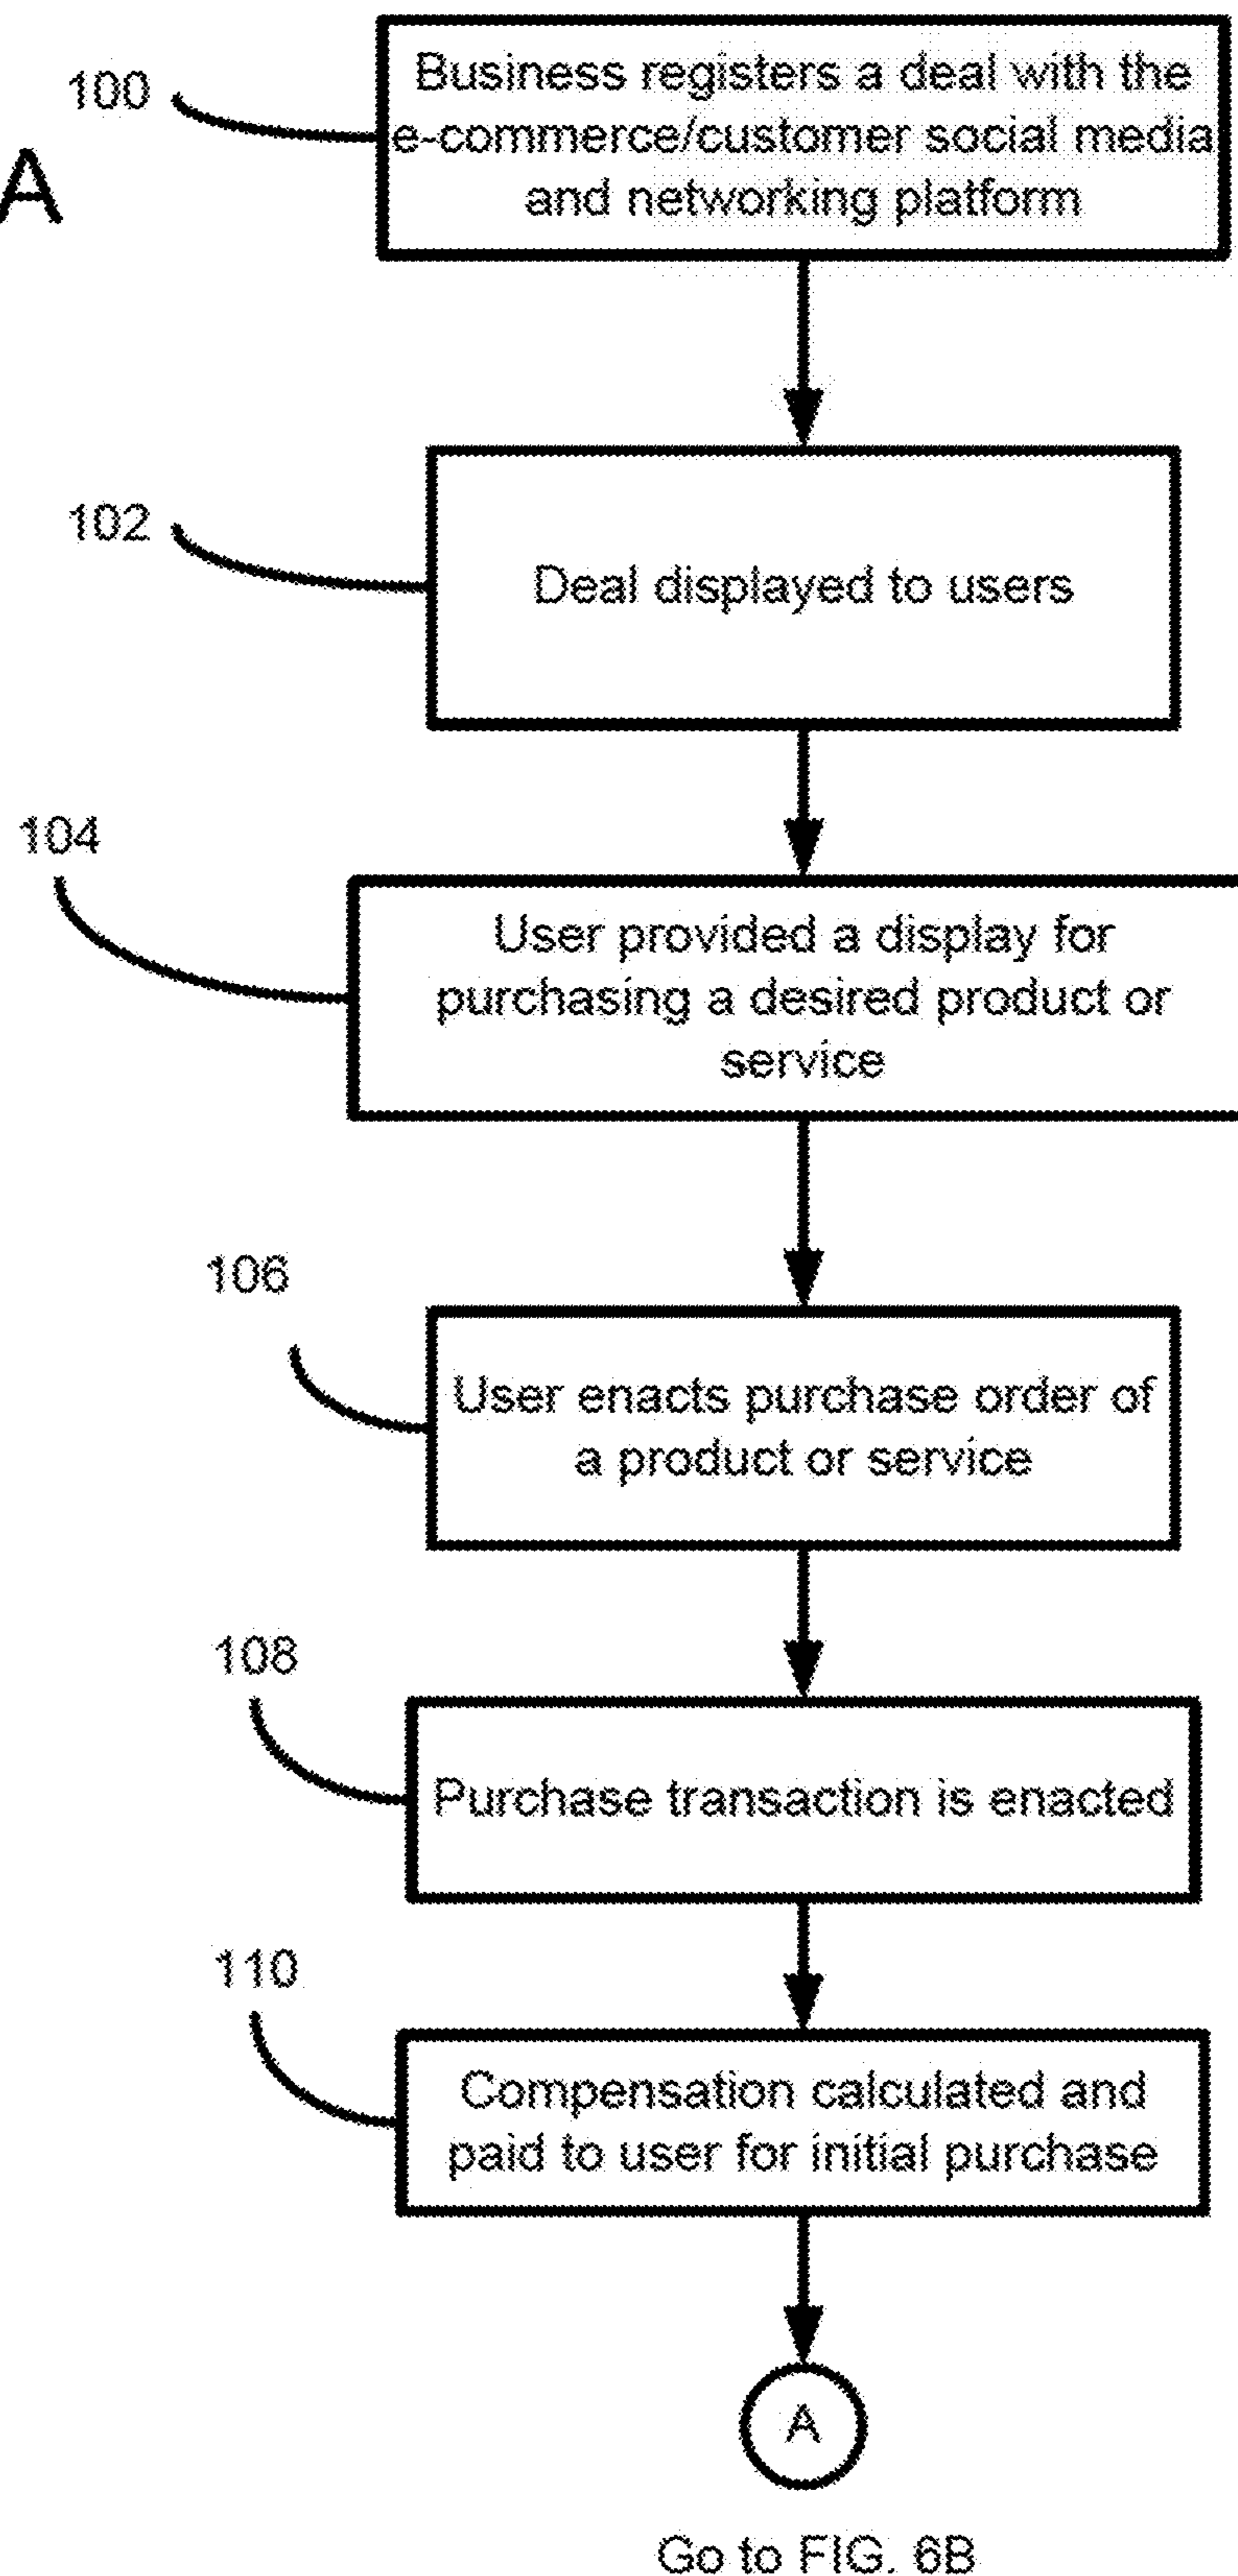 100
Business registers a deal with the
e-commerce/customer social media
and networking platform
A
102
Deal displayed to users
104
User provided a display for
purchasing a desired product or
service
106
User enacts purchase order of
a product or service
108
Purchase transaction is enacted
110
Compensation calculated and
paid to user for initial purchase
A
Go to FIG. 6B